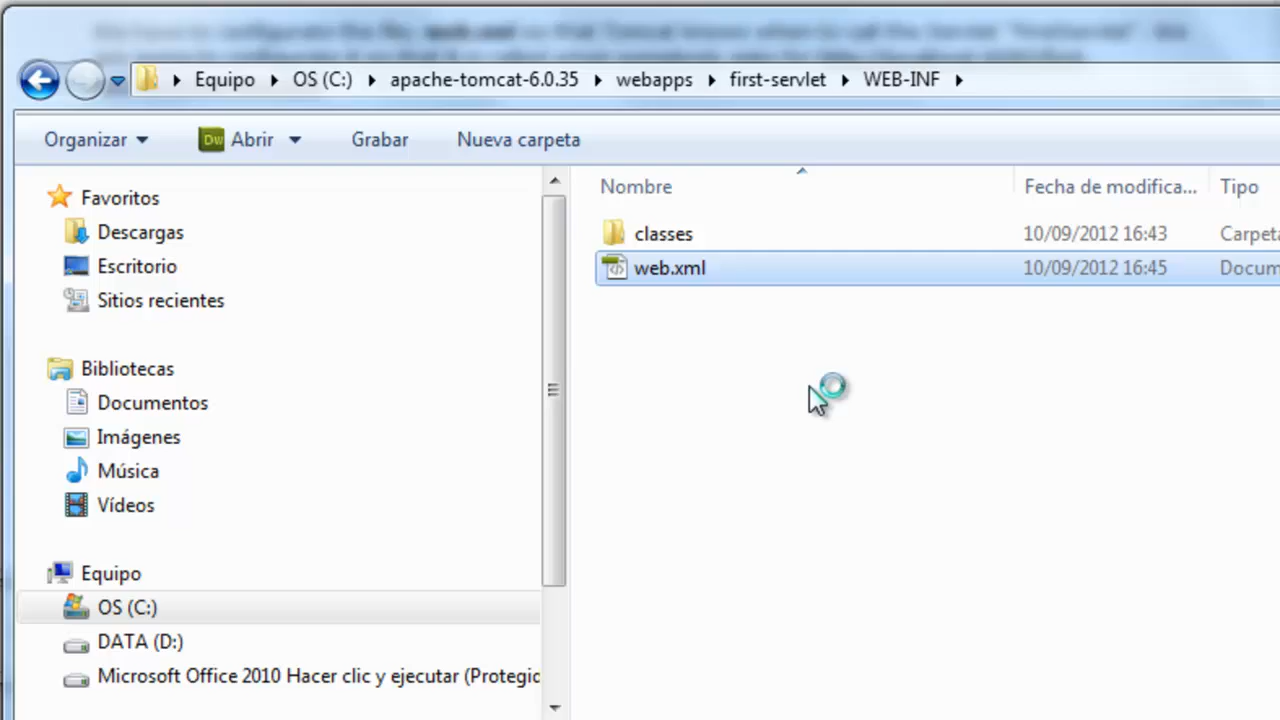 Equipo OS (C:) apache-tomcat-6.0.35 webapps first-servlet WEB-INF
Organizar Dw Abrir Grabar Nueva carpeta
Favoritos
Descargas
Escritorio
Sitios recientes
Bibliotecas
Documentos
Imágenes
Música
Vídeos
Equipo
OS (C:)
DATA (D:)
Microsoft Office 2010 Hacer clic y ejecutar (Protegid
Nombre Fecha de modifica... Tipo
classes 10/09/2012 16:43 Carpeta
web.xml 10/09/2012 16:45 Docum